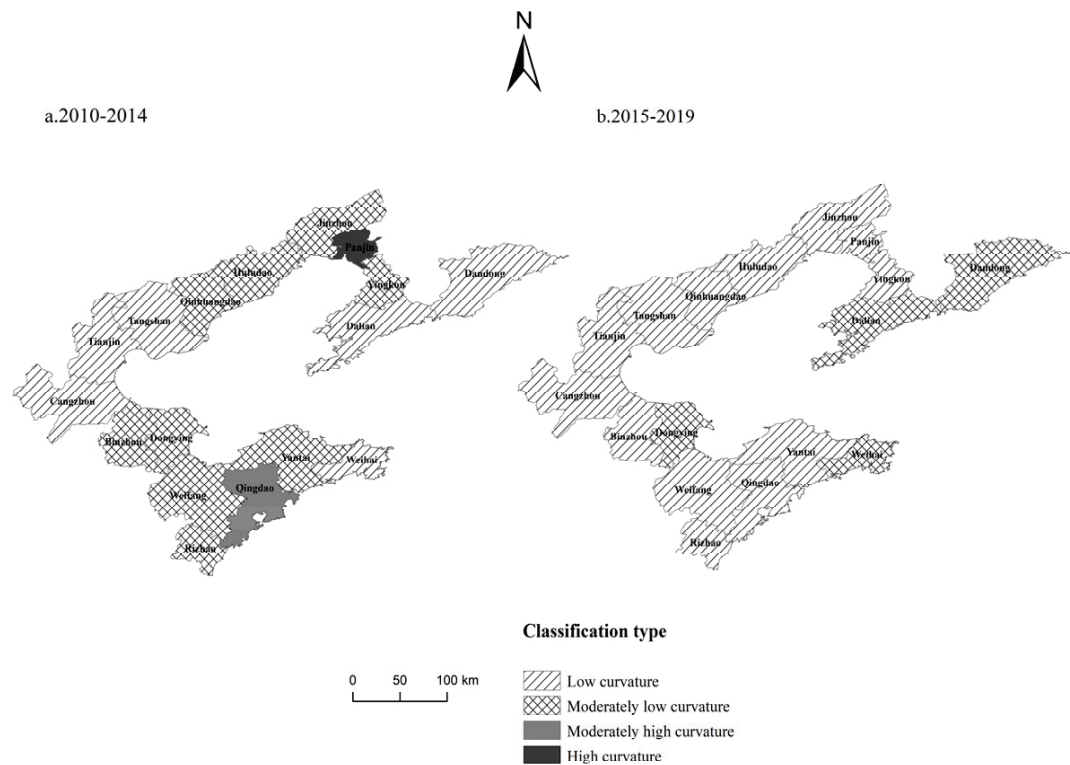 N
a.2010-2014
b.2015-2019
Jinzhou
Panjin
Huludao
Yingkou
Dandong
Qinhuangdao
Tangshan
Dalian
Tianjin
Cangzhou
Binzhou
Dongying
Yantai
Weihai
Weifang
Qingdao
Rizhao
Jinzhou
Panjin
Huludao
Yingkou
Dandong
Qinhuangdao
Tangshan
Dalian
Tianjin
Cangzhou
Binzhou
Dongying
Yantai
Weihai
Weifang
Qingdao
Rizhao
Classification type
0 50 100 km
Low curvature
Moderately low curvature
Moderately high curvature
High curvature